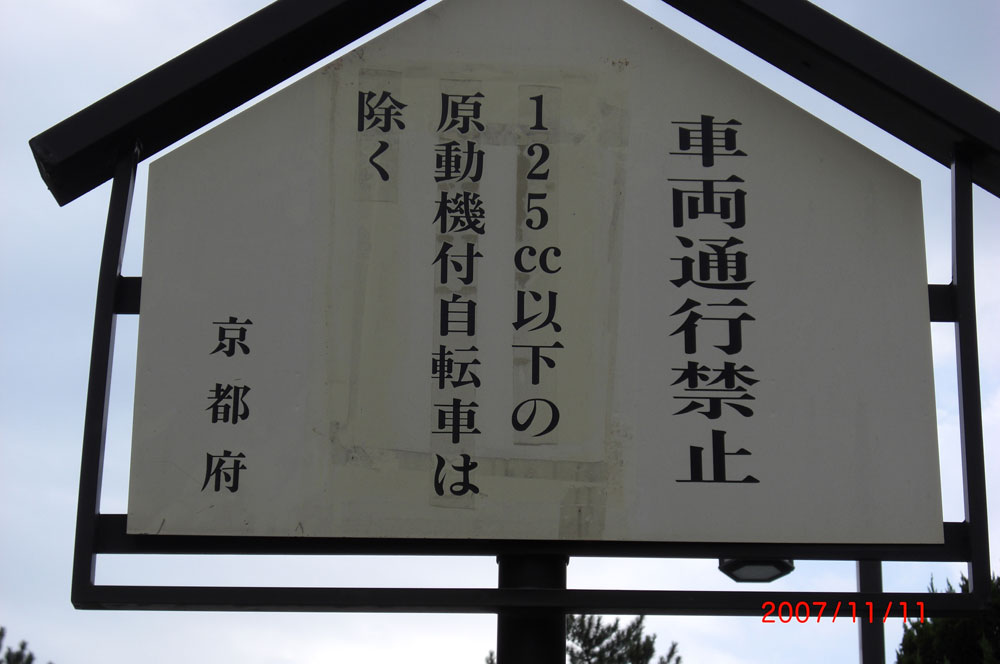 車両通行禁止
125cc以下の
原動機付自転車は
除く
京都府
2007/11/11